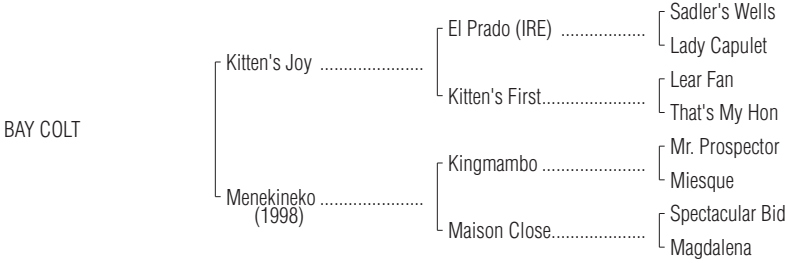 Sadler's Wells
El Prado (IRE) ...................
Lady Capulet
Kitten's Joy ......................
Lear Fan
Kitten's First......................
That's My Hon
BAY COLT
Mr. Prospector
Kingmambo ......................
Miesque
Menekineko ......................
(1998)
Spectacular Bid
Maison Close....................
Magdalena